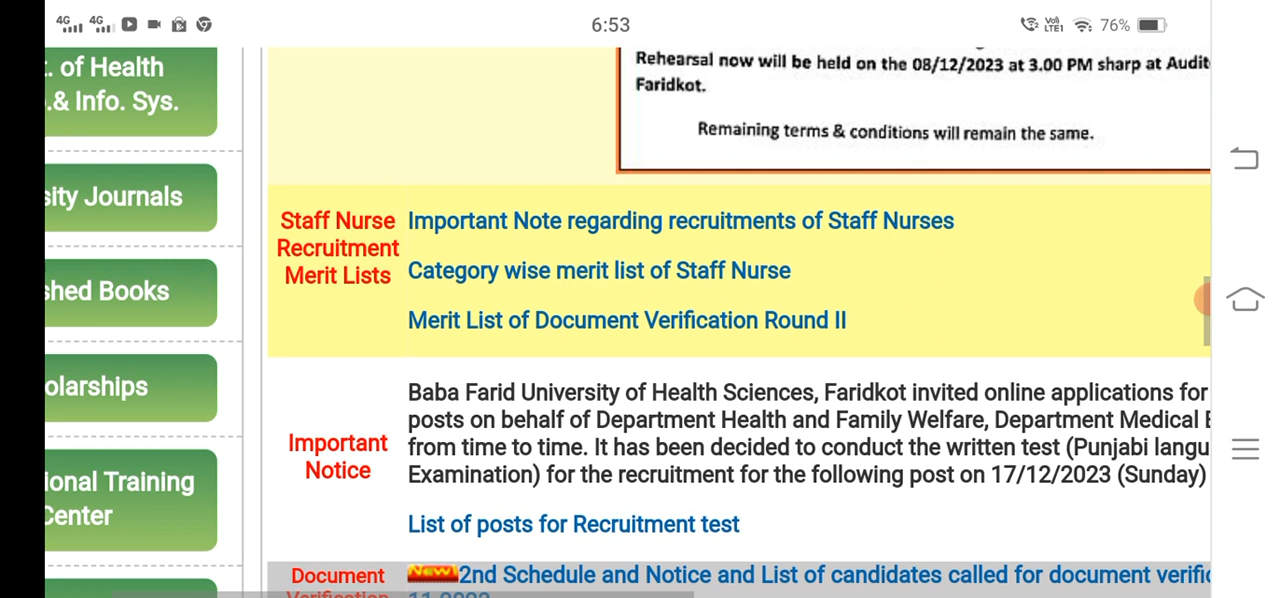 4G 4G 6:53 VoI) LTE1 76%
Rehearsal now will be held on the 08/12/2023 at 3.00 PM sharp at Audit
Faridkot.
Remaining terms & conditions will remain the same.
. of Health
.& Info. Sys.
sity Journals
shed Books
olarships
ional Training
Center
Staff Nurse
Recruitment
Merit Lists
Important Note regarding recruitments of Staff Nurses
Category wise merit list of Staff Nurse
Merit List of Document Verification Round II
Important
Notice
Baba Farid University of Health Sciences, Faridkot invited online applications for
posts on behalf of Department Health and Family Welfare, Department Medical E
from time to time. It has been decided to conduct the written test (Punjabi langu
Examination) for the recruitment for the following post on 17/12/2023 (Sunday)
List of posts for Recruitment test
Document
Verification
NEW 2nd Schedule and Notice and List of candidates called for document verific